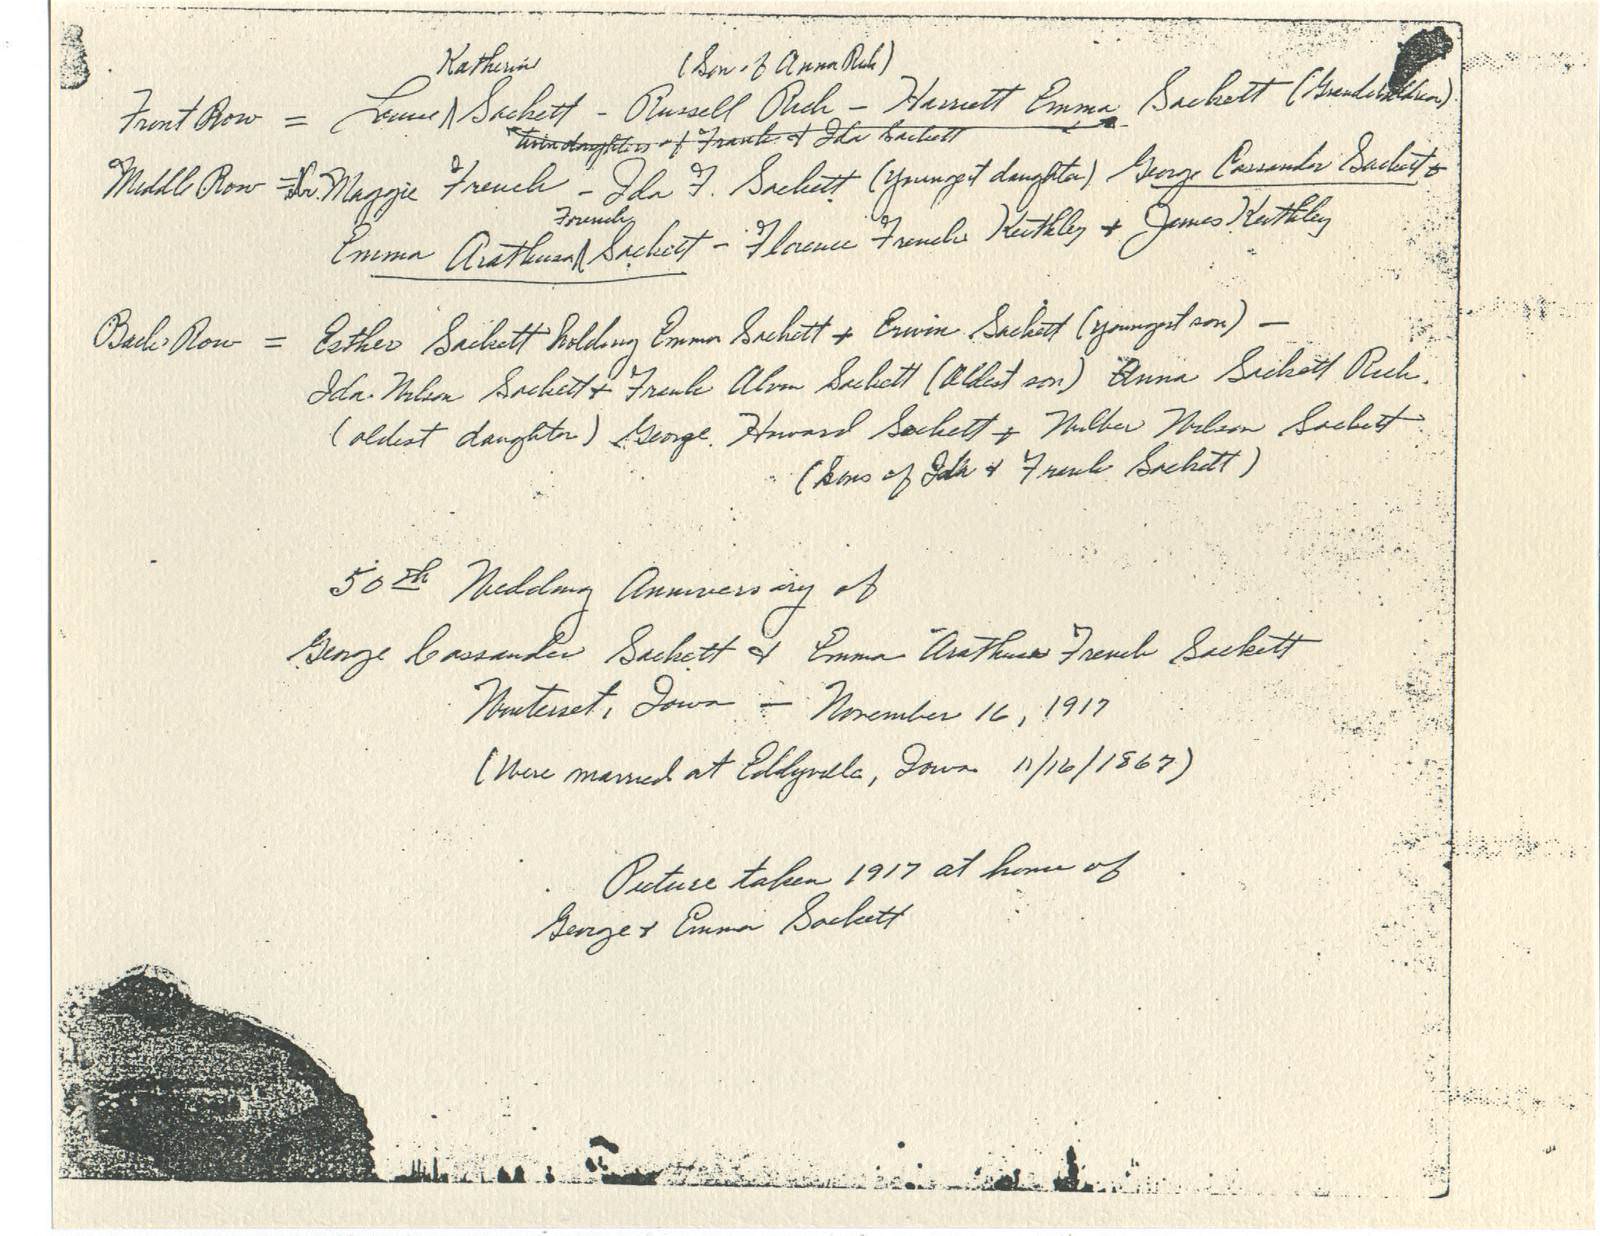 Katherine (Son of Anna Rich)
Front Row = Louise /\ Sackett - Russell Rich - Harriett Emma Sackett (Grandchildren)
Twin daughters of Frank & Ida Sackett
Middle Row = Dr. Maggie French - Ida F. Sackett (youngest daughter) George Cassander Sackett &
French
Emma Arathusa /\ Sackett - Florence French Keithley + James Keithley
Back Row = Esther Sackett holding Emma Sackett + Erwin Sackett (youngest son) -
Ida Nelson Sackett + Frank Alvin Sackett (oldest son) Anna Sackett Rich
(oldest daughter) George Howard Sackett + Wilber Nelson Sackett
(Sons of Ida & Frank Sackett)
50th Wedding Anniversary of
George Cassander Sackett & Emma Arathusa French Sackett
Winterset, Iowa - November 16, 1917
(Were married at Eddyville, Iowa 11/16/1867)
Picture taken 1917 at home of
George & Emma Sackett